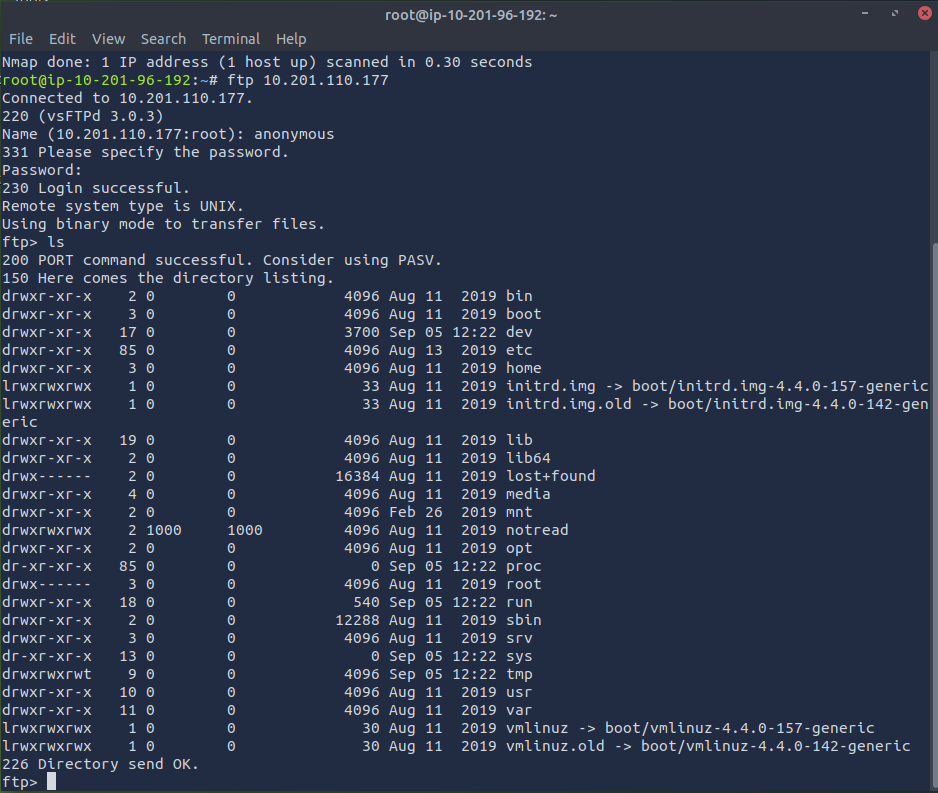 root@ip-10-201-96-192: ~
File Edit View Search Terminal Help
Nmap done: 1 IP address (1 host up) scanned in 0.30 seconds
root@ip-10-201-96-192:~# ftp 10.201.110.177
Connected to 10.201.110.177.
220 (vsFTPd 3.0.3)
Name (10.201.110.177:root): anonymous
331 Please specify the password.
Password:
230 Login successful.
Remote system type is UNIX.
Using binary mode to transfer files.
ftp> ls
200 PORT command successful. Consider using PASV.
150 Here comes the directory listing.
drwxr-xr-x    2 0        0            4096 Aug 11  2019 bin
drwxr-xr-x    3 0        0            4096 Aug 11  2019 boot
drwxr-xr-x   17 0        0            3700 Sep 05 12:22 dev
drwxr-xr-x   85 0        0            4096 Aug 13  2019 etc
drwxr-xr-x    3 0        0            4096 Aug 11  2019 home
lrwxrwxrwx    1 0        0              33 Aug 11  2019 initrd.img -> boot/initrd.img-4.4.0-157-generic
lrwxrwxrwx    1 0        0              33 Aug 11  2019 initrd.img.old -> boot/initrd.img-4.4.0-142-gen
eric
drwxr-xr-x   19 0        0            4096 Aug 11  2019 lib
drwxr-xr-x    2 0        0            4096 Aug 11  2019 lib64
drwx------    2 0        0           16384 Aug 11  2019 lost+found
drwxr-xr-x    4 0        0            4096 Aug 11  2019 media
drwxr-xr-x    2 0        0            4096 Feb 26  2019 mnt
drwxrwxrwx    2 1000     1000         4096 Aug 11  2019 notread
drwxr-xr-x    2 0        0            4096 Aug 11  2019 opt
dr-xr-xr-x   85 0        0               0 Sep 05 12:22 proc
drwx------    3 0        0            4096 Aug 11  2019 root
drwxr-xr-x   18 0        0             540 Sep 05 12:22 run
drwxr-xr-x    2 0        0           12288 Aug 11  2019 sbin
drwxr-xr-x    3 0        0            4096 Aug 11  2019 srv
dr-xr-xr-x   13 0        0               0 Sep 05 12:22 sys
drwxrwxrwt    9 0        0            4096 Sep 05 12:22 tmp
drwxr-xr-x   10 0        0            4096 Aug 11  2019 usr
drwxr-xr-x   11 0        0            4096 Aug 11  2019 var
lrwxrwxrwx    1 0        0              30 Aug 11  2019 vmlinuz -> boot/vmlinuz-4.4.0-157-generic
lrwxrwxrwx    1 0        0              30 Aug 11  2019 vmlinuz.old -> boot/vmlinuz-4.4.0-142-generic
226 Directory send OK.
ftp>